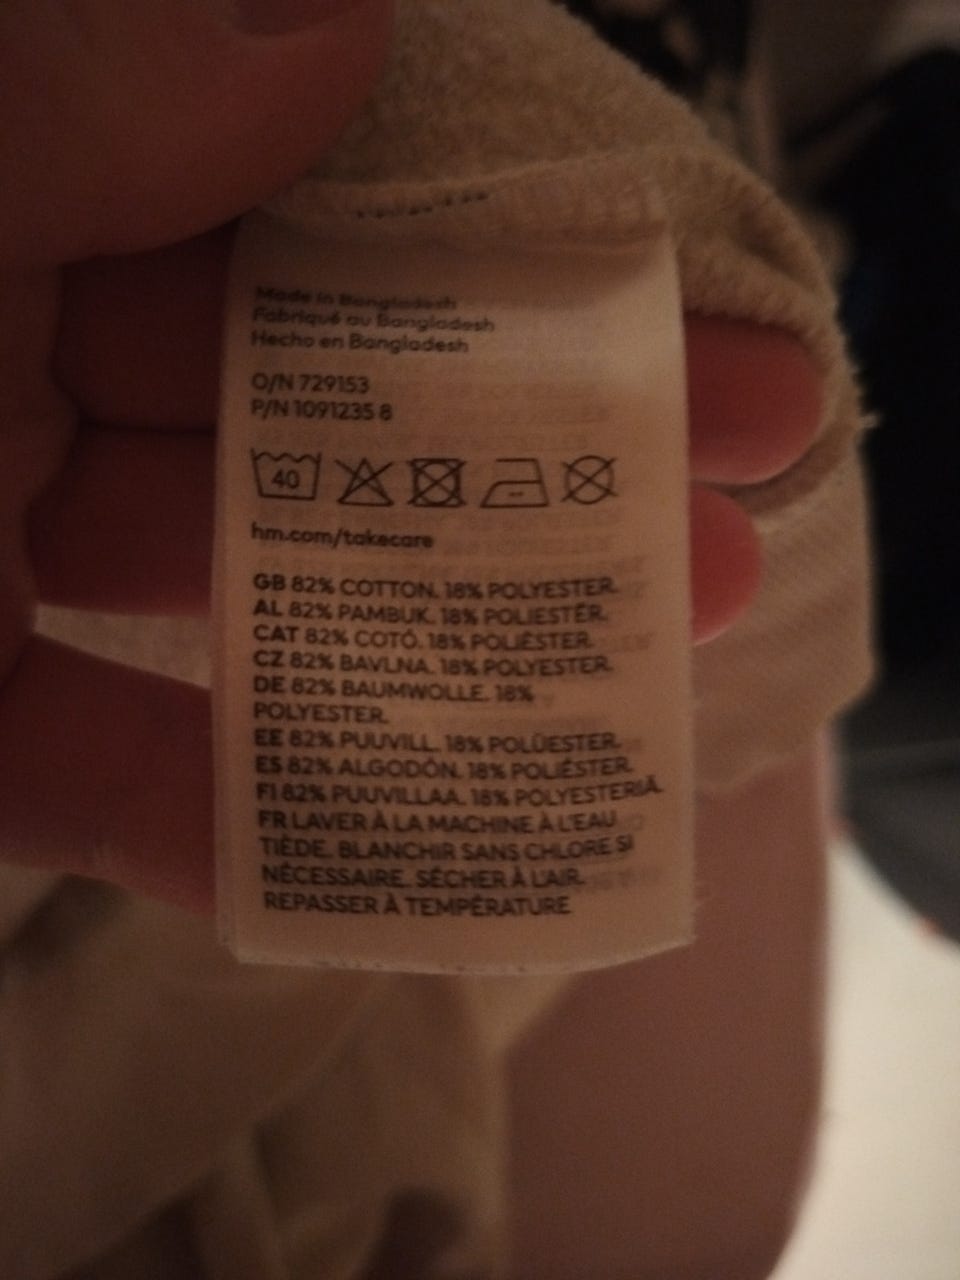 Made in Bangladesh
Fabriqué au Bangladesh
Hecho en Bangladesh
O/N 729153
P/N 1091235 8
40
hm.com/takecare
GB 82% COTTON. 18% POLYESTER.
AL 82% PAMBUK. 18% POLIESTËR.
CAT 82% COTÓ. 18% POLIÈSTER.
CZ 82% BAVLNA. 18% POLYESTER.
DE 82% BAUMWOLLE. 18%
POLYESTER.
EE 82% PUUVILL. 18% POLÜESTER.
ES 82% ALGODÓN. 18% POLIÉSTER.
FI 82% PUUVILLAA. 18% POLYESTERIÄ.
FR LAVER À LA MACHINE À L'EAU
TIÈDE. BLANCHIR SANS CHLORE SI
NÉCESSAIRE. SÉCHER À L'AIR.
REPASSER À TEMPÉRATURE